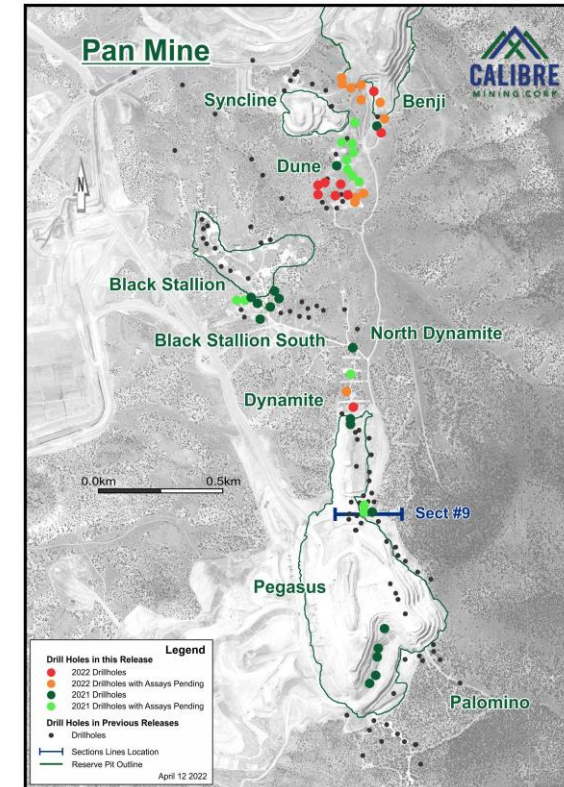 Pan Mine
CALIBRE
MINING CORP
Syncline
Benji
Dune
N
Black Stallion
Black Stallion South
North Dynamite
Dynamite
0.0km 0.5km
Sect #9
Pegasus
Palomino
Legend
Drill Holes in this Release
2022 Drillholes
2022 Drillholes with Assays Pending
2021 Drillholes
2021 Drillholes with Assays Pending
Drill Holes in Previous Releases
Drillholes
Sections Lines Location
Reserve Pit Outline
April 12 2022